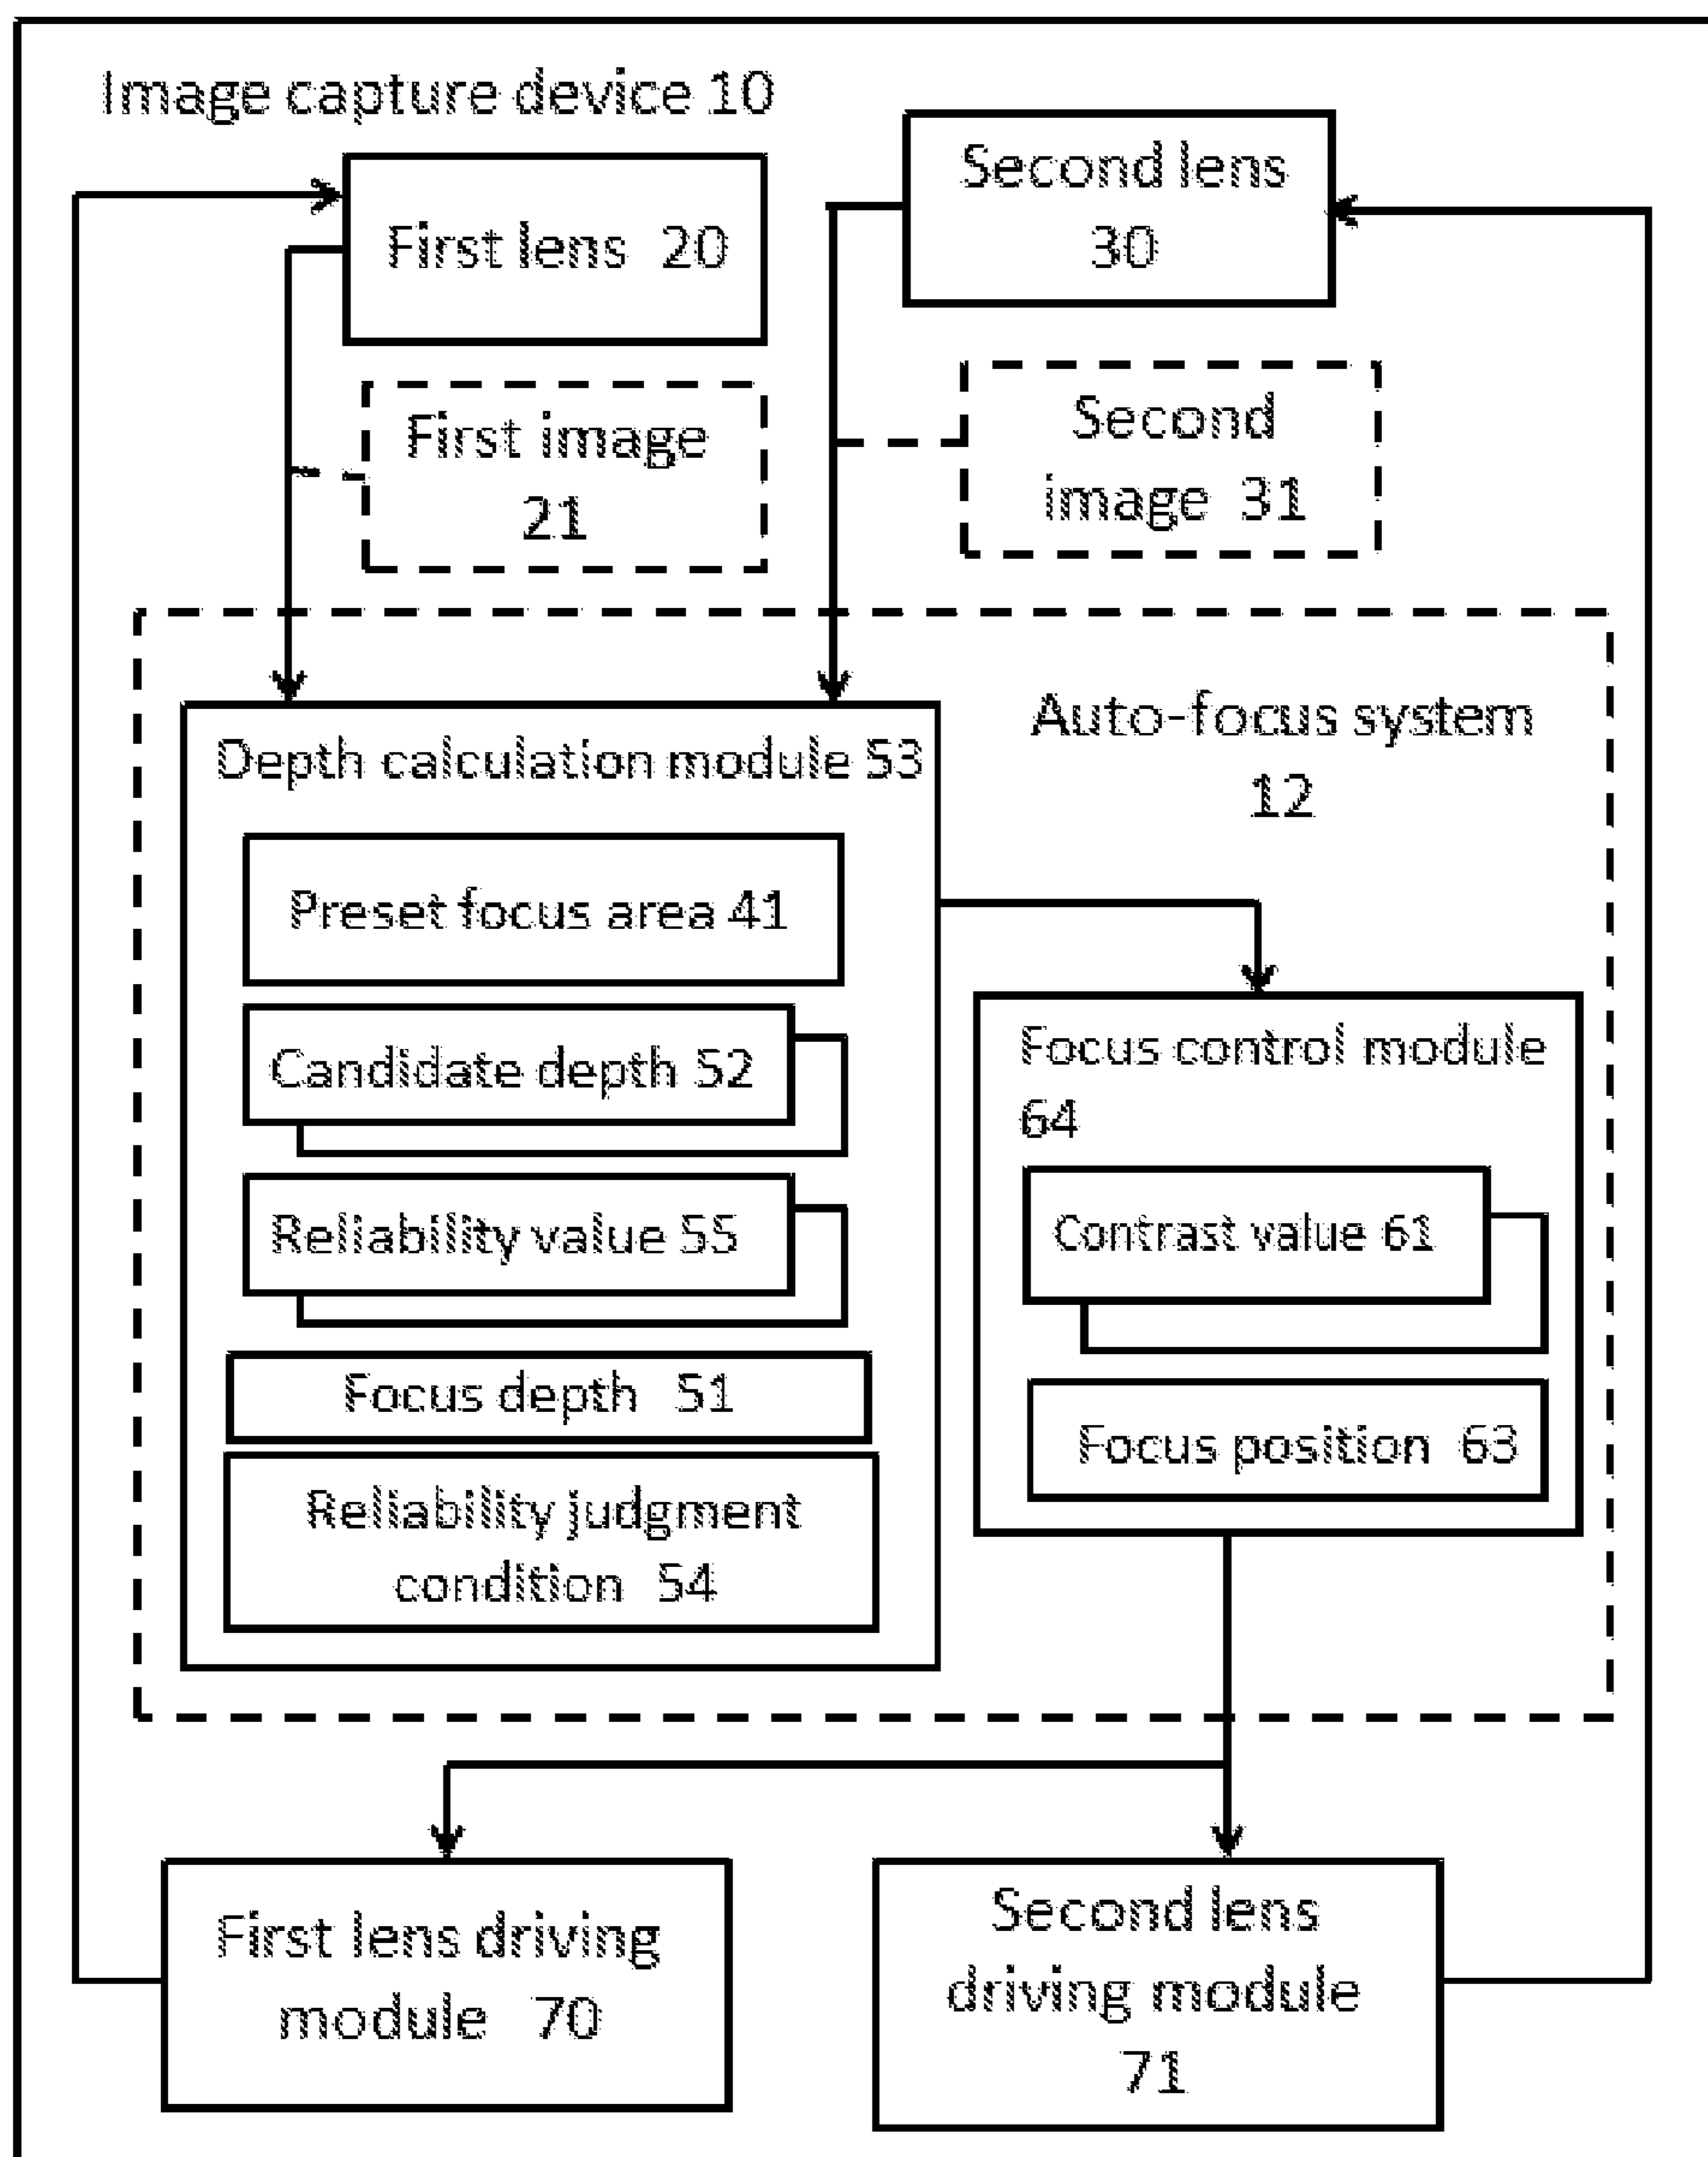 Image capture device 10
First lens 20
Second lens
30
First image
21
Second
image 31
Auto-focus system
12
Depth calculation module 53
Preset focus area 41
Candidate depth 52
Reliability value 55
Focus depth 51
Reliability judgment
condition 54
Focus control module
64
Contrast value 61
Focus position 63
First lens driving
module 70
Second lens
driving module
71